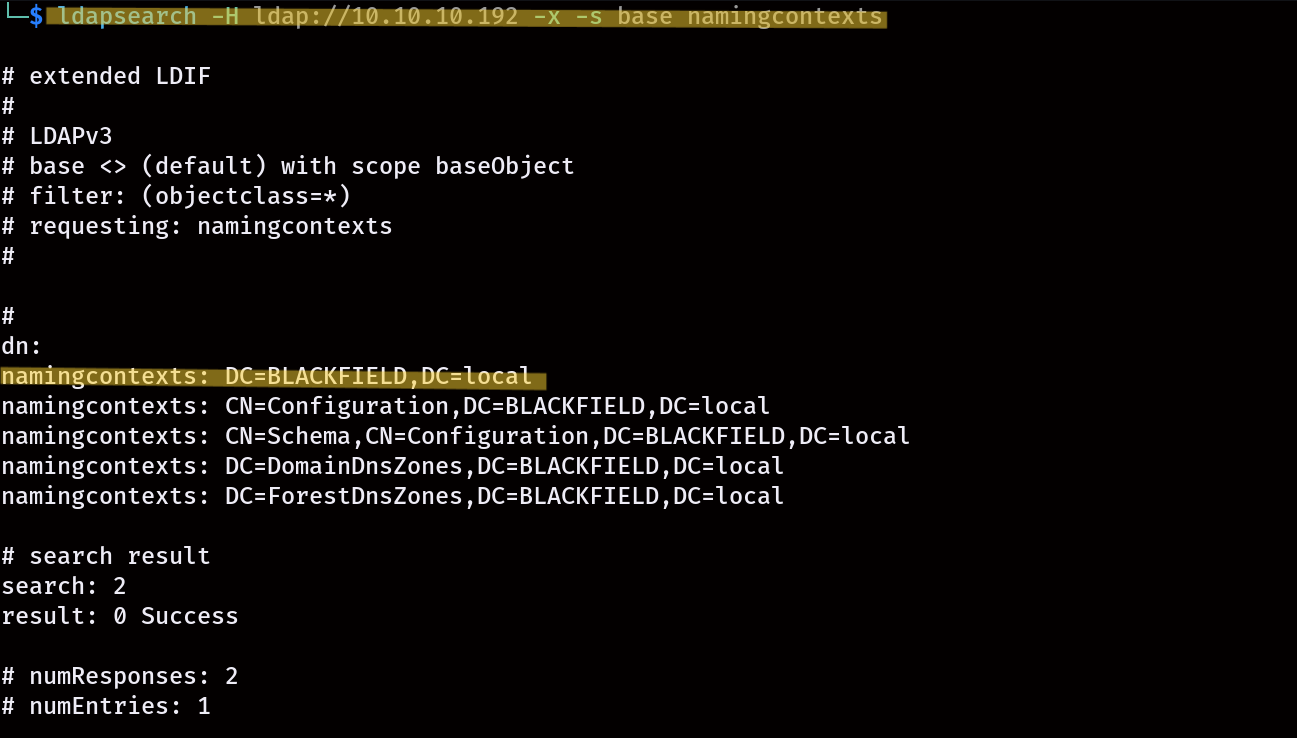 └─$ ldapsearch -H ldap://10.10.10.192 -x -s base namingcontexts
# extended LDIF
#
# LDAPv3
# base <> (default) with scope baseObject
# filter: (objectclass=*)
# requesting: namingcontexts
#
#
dn:
namingcontexts: DC=BLACKFIELD,DC=local
namingcontexts: CN=Configuration,DC=BLACKFIELD,DC=local
namingcontexts: CN=Schema,CN=Configuration,DC=BLACKFIELD,DC=local
namingcontexts: DC=DomainDnsZones,DC=BLACKFIELD,DC=local
namingcontexts: DC=ForestDnsZones,DC=BLACKFIELD,DC=local
# search result
search: 2
result: 0 Success
# numResponses: 2
# numEntries: 1